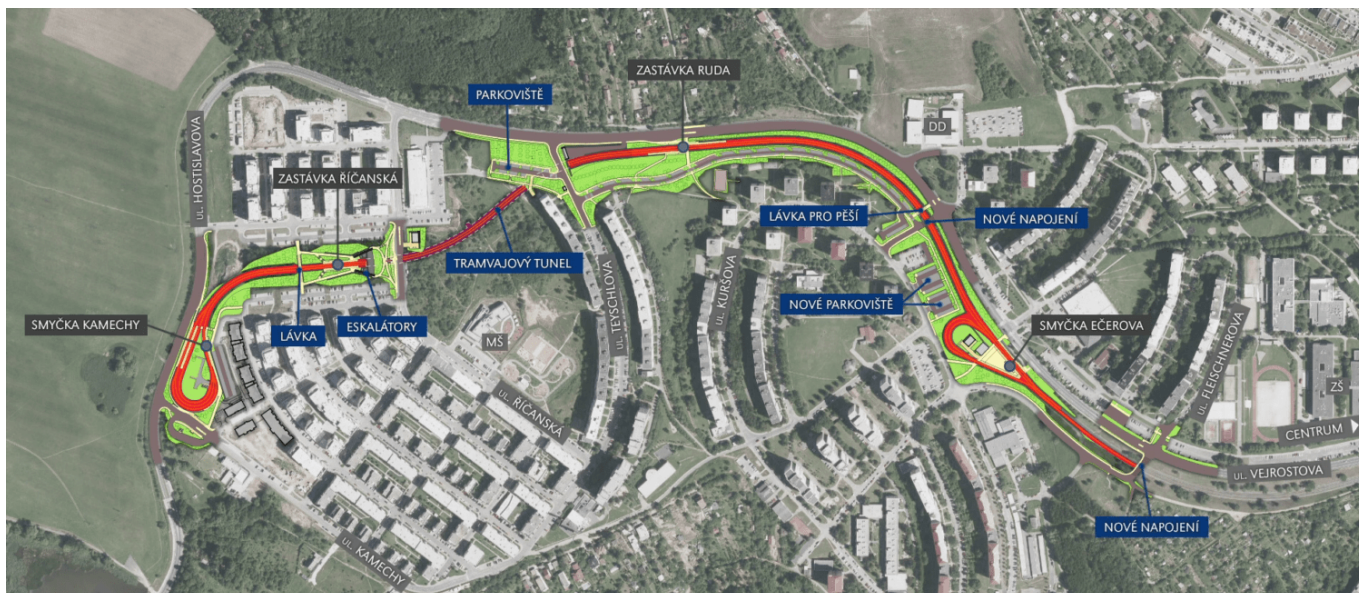 ZASTÁVKA RUDA
PARKOVIŠTĚ
DD
UL. HOSTISLAVOVA
ZASTÁVKA ŘÍČANSKÁ
LÁVKA PRO PĚŠÍ
NOVÉ NAPOJENÍ
TRAMVAJOVÝ TUNEL
UL. TEYSCHLOVA
UL. KURŠOVA
NOVÉ PARKOVIŠTĚ
SMYČKA KAMECHY
LÁVKA
ESKALÁTORY
MŠ
SMYČKA EČEROVA
UL. FLEISCHNEROVA
ZŠ
UL. ŘÍČANSKÁ
CENTRUM
UL. VEJROSTOVA
UL. KAMECHY
NOVÉ NAPOJENÍ